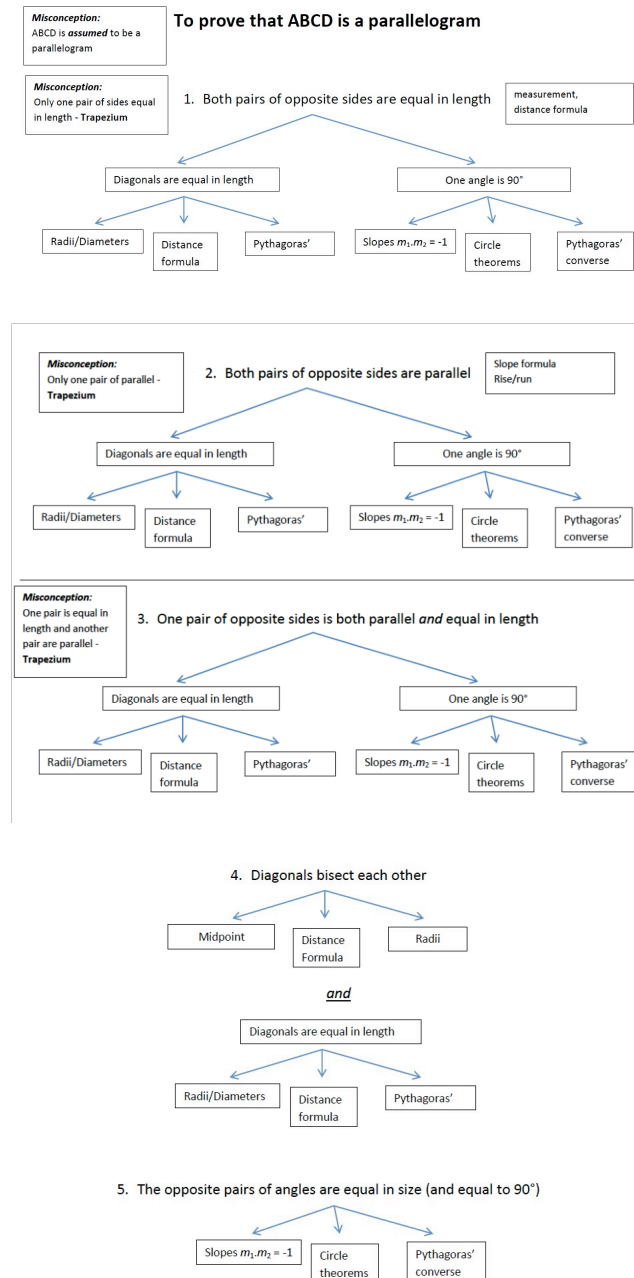 Misconception:
ABCD is assumed to be a
parallelogram
To prove that ABCD is a parallelogram
Misconception:
Only one pair of sides equal
in length - Trapezium
1. Both pairs of opposite sides are equal in length
measurement,
distance formula
Diagonals are equal in length
One angle is 90°
Radii/Diameters
Distance
formula
Pythagoras'
Slopes m₁.m₂ = -1
Circle
theorems
Pythagoras'
converse
Misconception:
Only one pair of parallel -
Trapezium
2. Both pairs of opposite sides are parallel
Slope formula
Rise/run
Diagonals are equal in length
One angle is 90°
Radii/Diameters
Distance
formula
Pythagoras'
Slopes m₁.m₂ = -1
Circle
theorems
Pythagoras'
converse
Misconception:
One pair is equal in
length and another
pair are parallel -
Trapezium
3. One pair of opposite sides is both parallel and equal in length
Diagonals are equal in length
One angle is 90°
Radii/Diameters
Distance
formula
Pythagoras'
Slopes m₁.m₂ = -1
Circle
theorems
Pythagoras'
converse
4. Diagonals bisect each other
Midpoint
Distance
Formula
Radii
and
Diagonals are equal in length
Radii/Diameters
Distance
formula
Pythagoras'
5. The opposite pairs of angles are equal in size (and equal to 90°)
Slopes m₁.m₂ = -1
Circle
theorems
Pythagoras'
converse